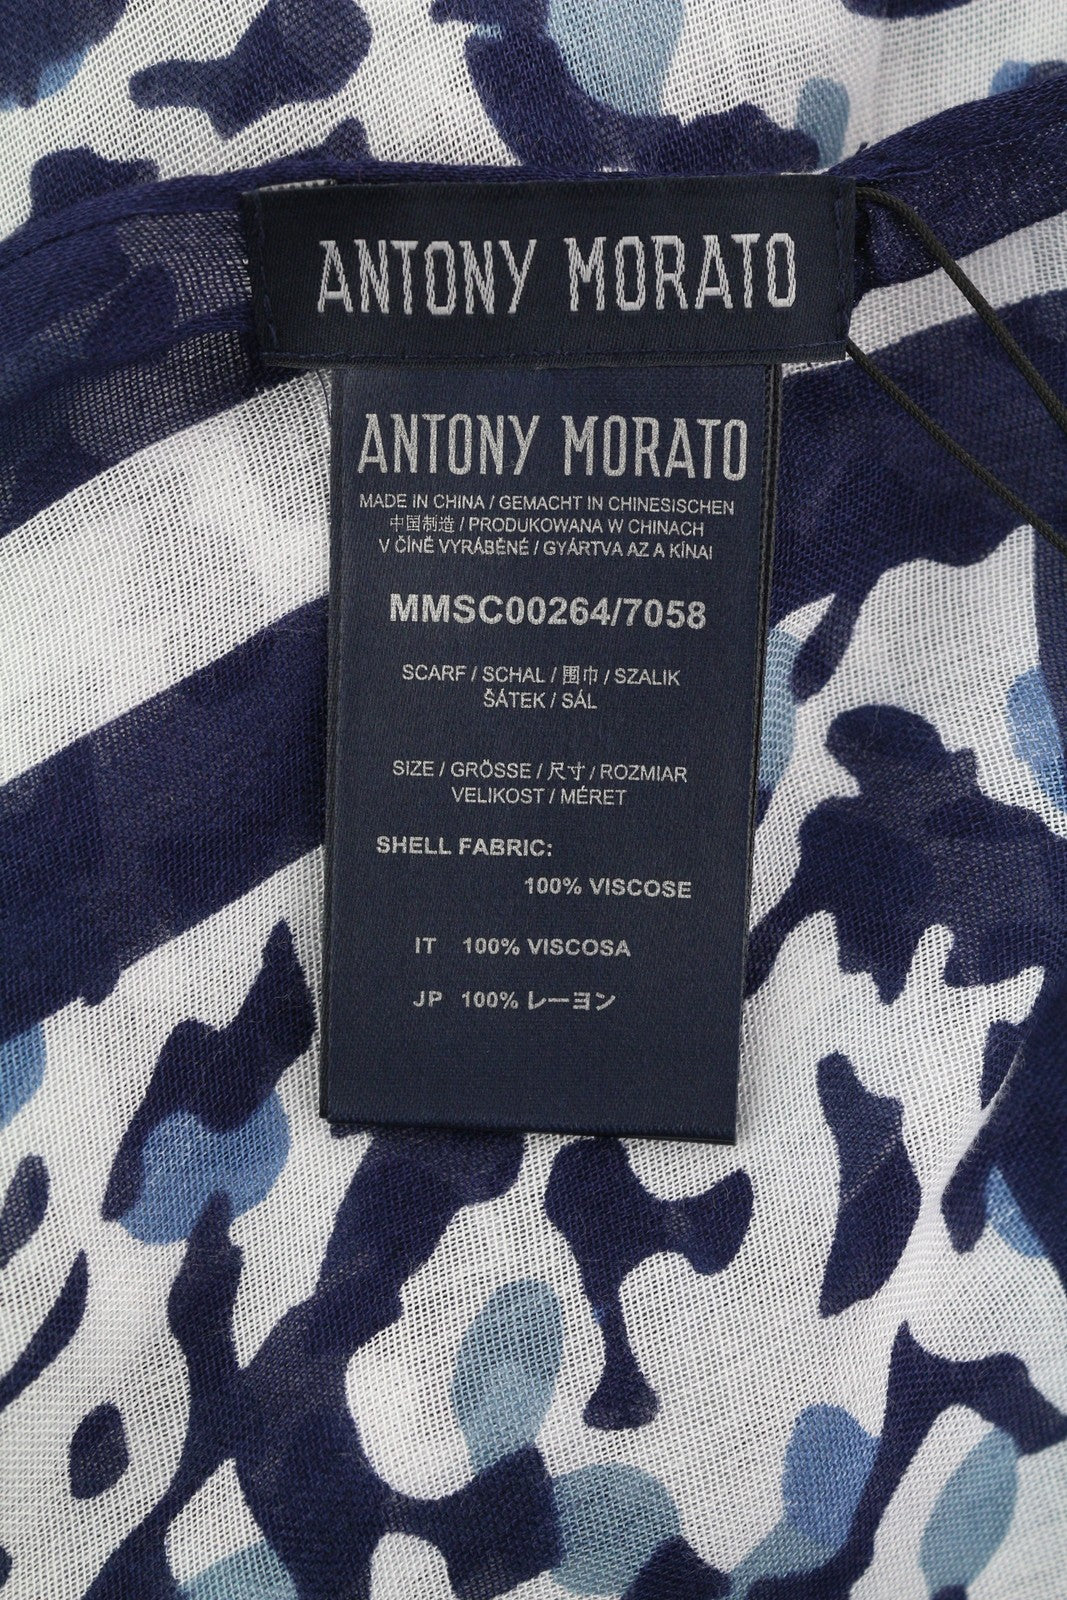 ANTONY MORATO
ANTONY MORATO
MADE IN CHINA / GEMACHT IN CHINESISCHEN
中国制造 / PRODUKOWANA W CHINACH
V ČÍNĚ VYRÁBĚNÉ / GYÁRTVA AZ A KÍNAI
MMSC00264/7058
SCARF / SCHAL / 围巾 / SZALIK
ŠÁTEK / SÁL
SIZE / GRÖSSE / 尺寸 / ROZMIAR
VELIKOST / MÉRET
SHELL FABRIC:
100% VISCOSE
IT 100% VISCOSA
JP 100% レーヨン